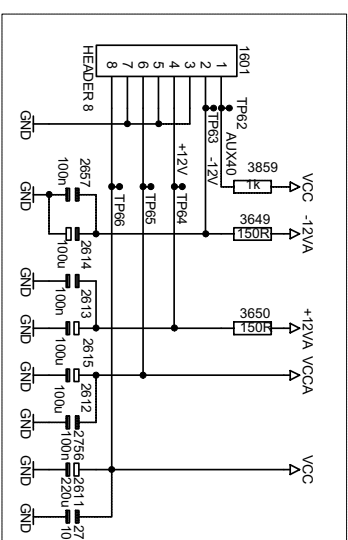 1601
HEADER 8
1
2
3
4
5
6
7
8
TP62
AUX40
TP63
-12V
+12V
TP64
TP65
TP66
3859
1k
VCC
3649
150R
-12VA
3650
150R
+12VA
VCCA
VCC
2657
100n
2614
100u
2613
100n
2615
100u
2612
100n
2756
220u
2611
27
10
GND
GND
GND
GND
GND
GND
GND
GND